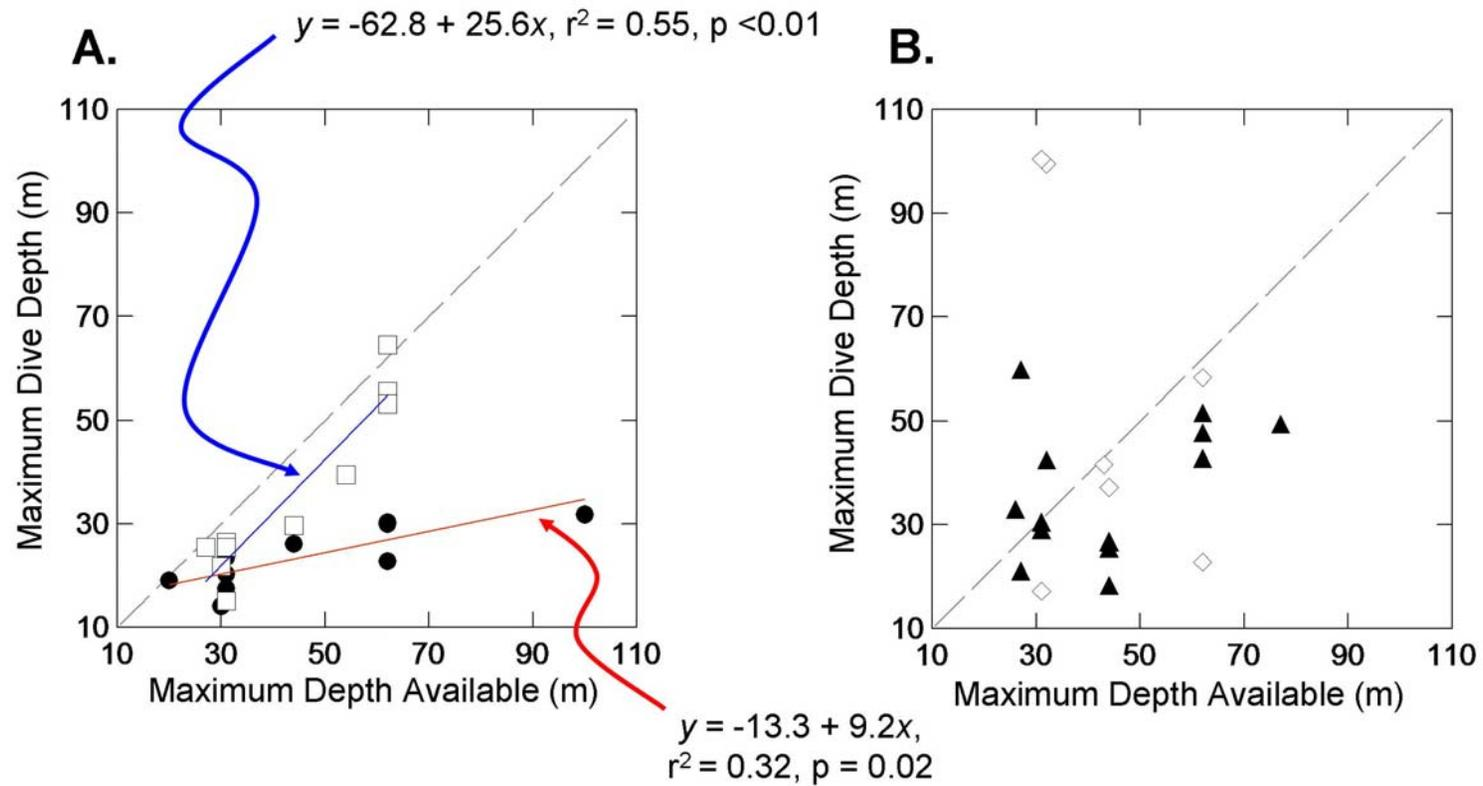 y = -62.8 + 25.6x, r² = 0.55, p <0.01
A.
B.
110
90
70
50
30
10
Maximum Dive Depth (m)
10 30 50 70 90 110
Maximum Depth Available (m)
110
90
70
50
30
10
Maximum Dive Depth (m)
10 30 50 70 90 110
Maximum Depth Available (m)
y = -13.3 + 9.2x,
r² = 0.32, p = 0.02